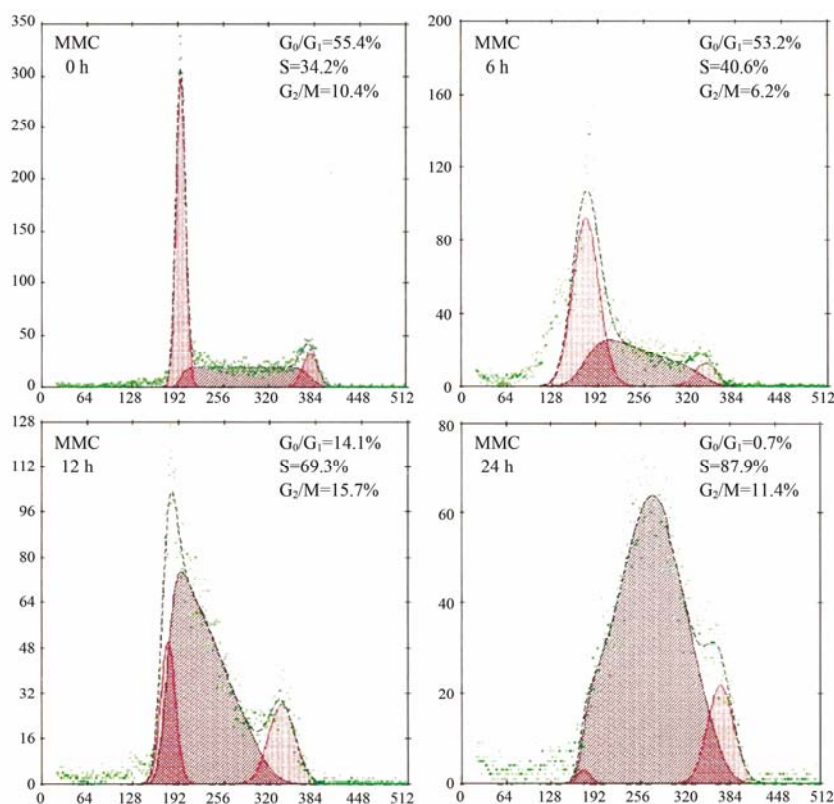 MMC
0 h
G₀/G₁=55.4%
S=34.2%
G₂/M=10.4%
350
300
250
200
150
100
50
0
0 64 128 192 256 320 384 448 512
MMC
6 h
G₀/G₁=53.2%
S=40.6%
G₂/M=6.2%
200
160
120
80
40
0
0 64 128 192 256 320 384 448 512
MMC
12 h
G₀/G₁=14.1%
S=69.3%
G₂/M=15.7%
128
112
96
80
64
48
32
16
0
0 64 128 192 256 320 384 448 512
MMC
24 h
G₀/G₁=0.7%
S=87.9%
G₂/M=11.4%
80
60
40
20
0
0 64 128 192 256 320 384 448 512